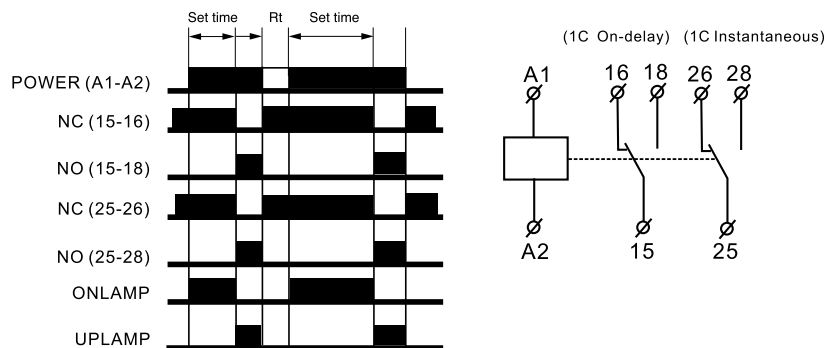 Set time Rt Set time
POWER (A1-A2)
NC (15-16)
NO (15-18)
NC (25-26)
NO (25-28)
ONLAMP
UPLAMP
(1C On-delay) (1C Instantaneous)
A1 16 18 26 28
A2 15 25